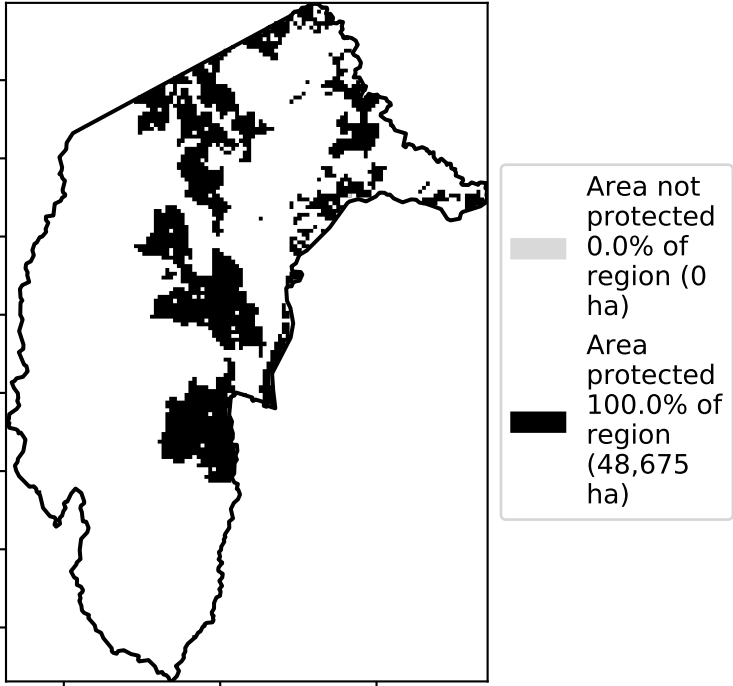 Area not
protected
0.0% of
region (0
ha)
Area
protected
100.0% of
region
(48,675
ha)